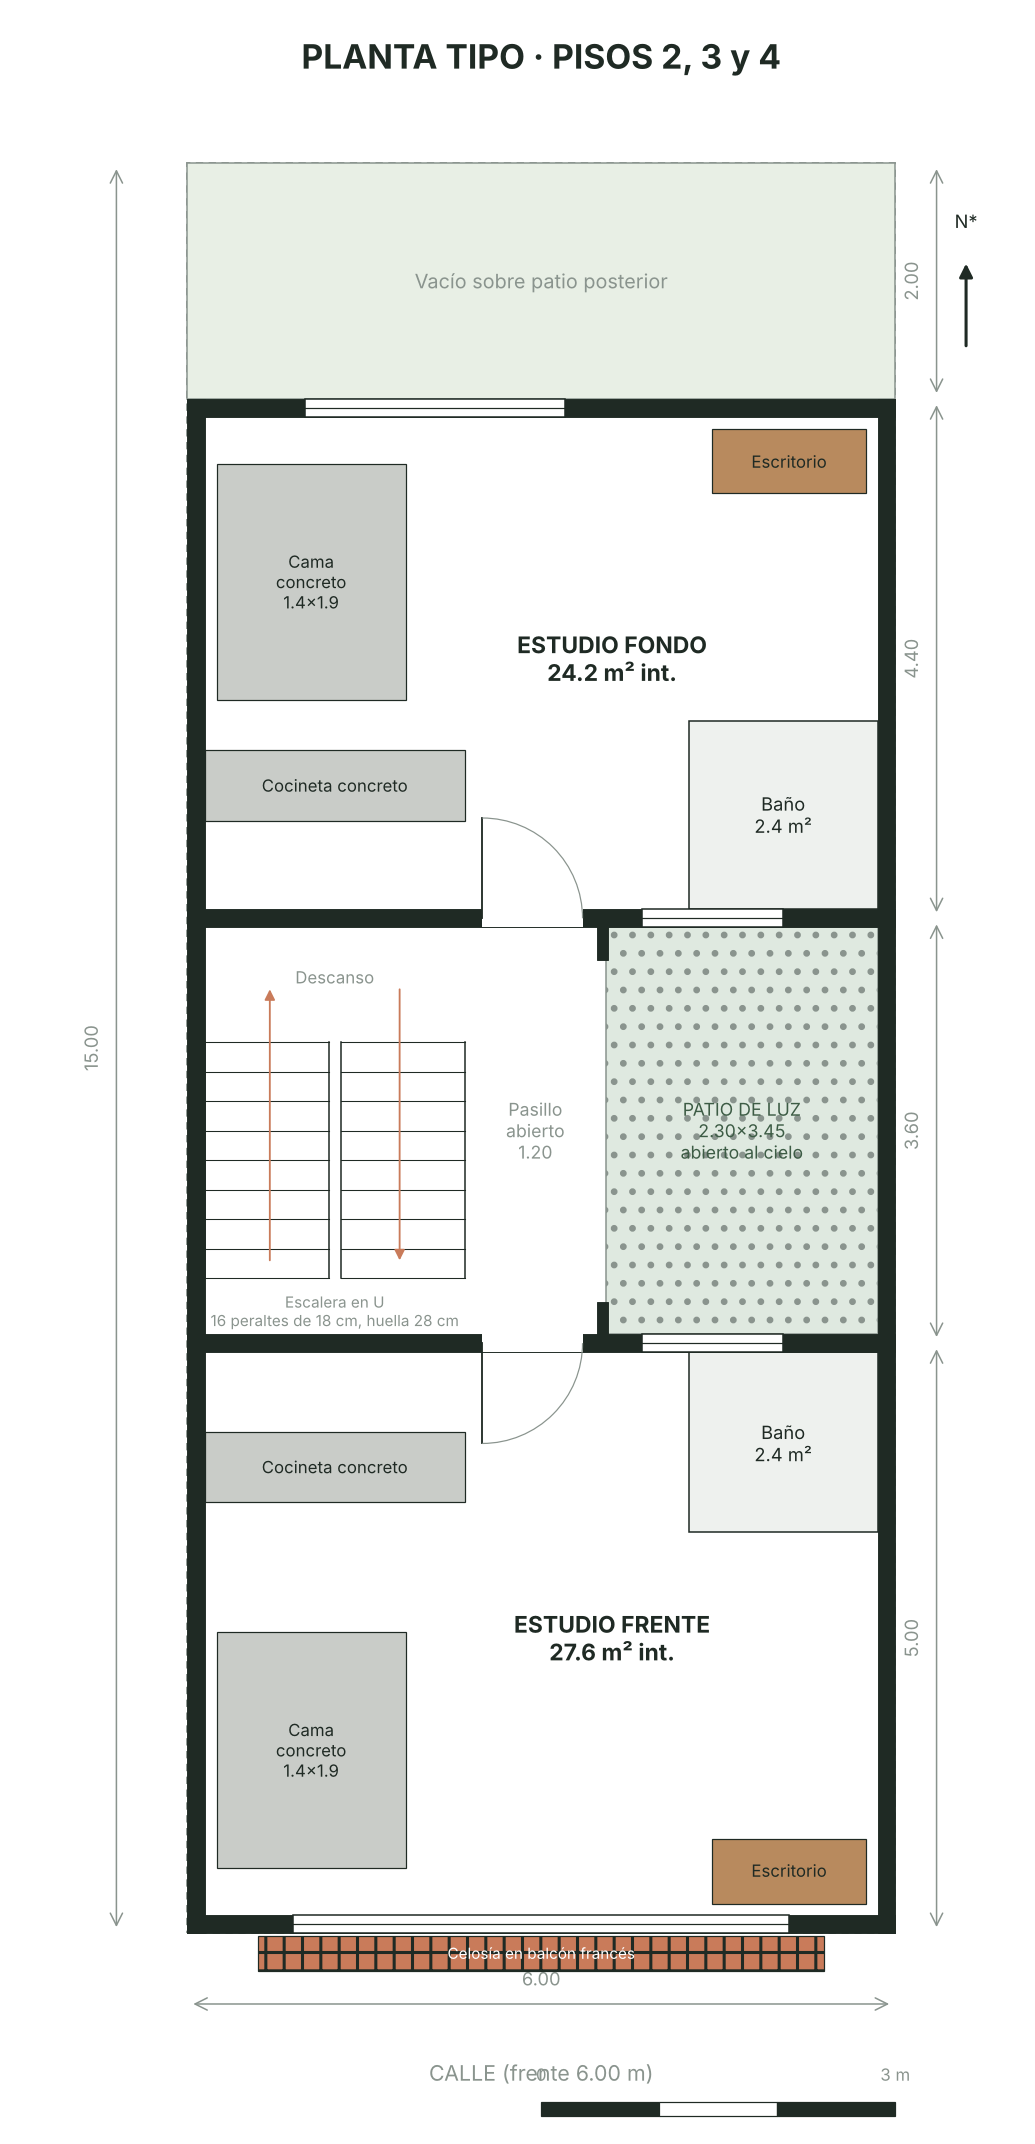 PLANTA TIPO · PISOS 2, 3 y 4
N*
Vacío sobre patio posterior
2.00
Escritorio
Cama
concreto
1.4×1.9
ESTUDIO FONDO
24.2 m² int.
4.40
Cocineta concreto
Baño
2.4 m²
Descanso
15.00
Pasillo
abierto
1.20
PATIO DE LUZ
2.30×3.45
abierto al cielo
3.60
Escalera en U
16 peraltes de 18 cm, huella 28 cm
Cocineta concreto
Baño
2.4 m²
ESTUDIO FRENTE
27.6 m² int.
5.00
Cama
concreto
1.4×1.9
Escritorio
Celosía en balcón francés
6.00
CALLE (frente 6.00 m)
0
3 m